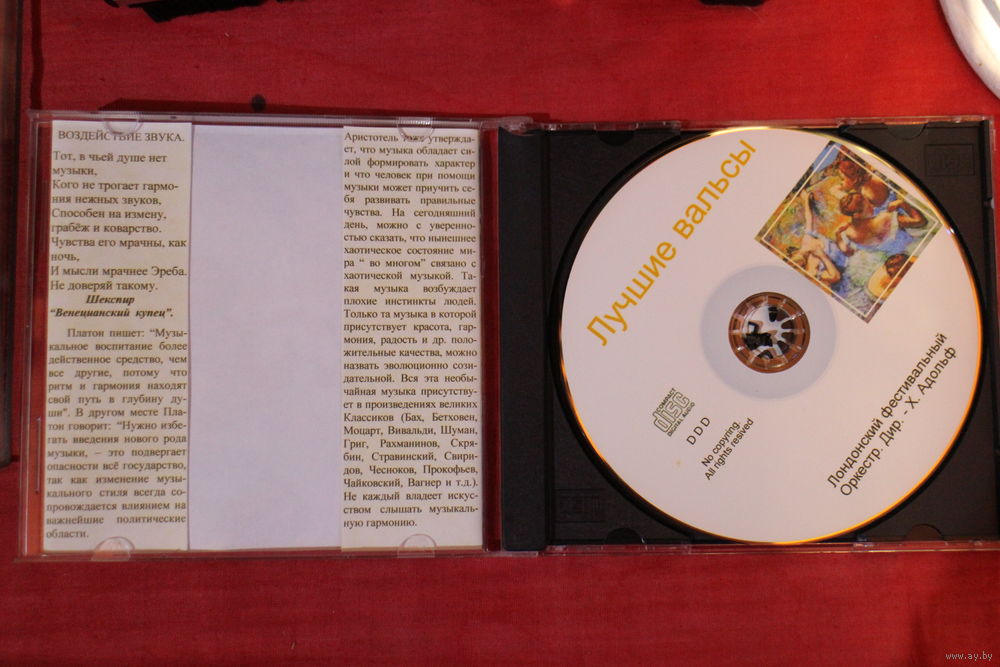 ВОЗДЕЙСТВИЕ ЗВУКА.
Тот, в чьей душе нет
музыки,
Кого не трогает гармо-
ния нежных звуков,
Способен на измену,
грабёж и коварство.
Чувства его мрачны, как
ночь,
И мысли мрачнее Эреба.
Не доверяй такому.
Шекспир
“Венецианский купец”.
Платон пишет: “Музы-
кальное воспитание более
действенное средство, чем
все другие, потому что
ритм и гармония находят
свой путь в глубину ду-
ши”. В другом месте Пла-
тон говорит: “Нужно избе-
гать введения нового рода
музыки, – это подвергает
опасности всё государство,
так как изменение музы-
кального стиля всегда со-
провождается влиянием на
важнейшие политические
области.
Аристотель тоже утвержда-
ет, что музыка обладает си-
лой формировать характер
и что человек при помощи
музыки может приучить се-
бя развивать правильные
чувства. На сегодняшний
день, можно с уверенно-
стью сказать, что нынешнее
хаотическое состояние ми-
ра “ во многом” связано с
хаотической музыкой. Та-
кая музыка возбуждает
плохие инстинкты людей.
Только та музыка в которой
присутствует красота, гар-
мония, радость и др. поло-
жительные качества, можно
назвать эволюционно сози-
дательной. Вся эта необы-
чайная музыка присутству-
ет в произведениях великих
Классиков (Бах, Бетховен,
Моцарт, Вивальди, Шуман,
Григ, Рахманинов, Скря-
бин, Стравинский, Свири-
дов, Чесноков, Прокофьев,
Чайковский, Вагнер и т.д.).
Не каждый владеет искус-
ством слышать музыкаль-
ную гармонию.
Лучшие вальсы
COMPACT
disc
DIGITAL AUDIO
D D D
No copyring.
All rights resived
Лондонский фестивальный
Оркестр. Дир. - Х. Адольф
www.ay.by